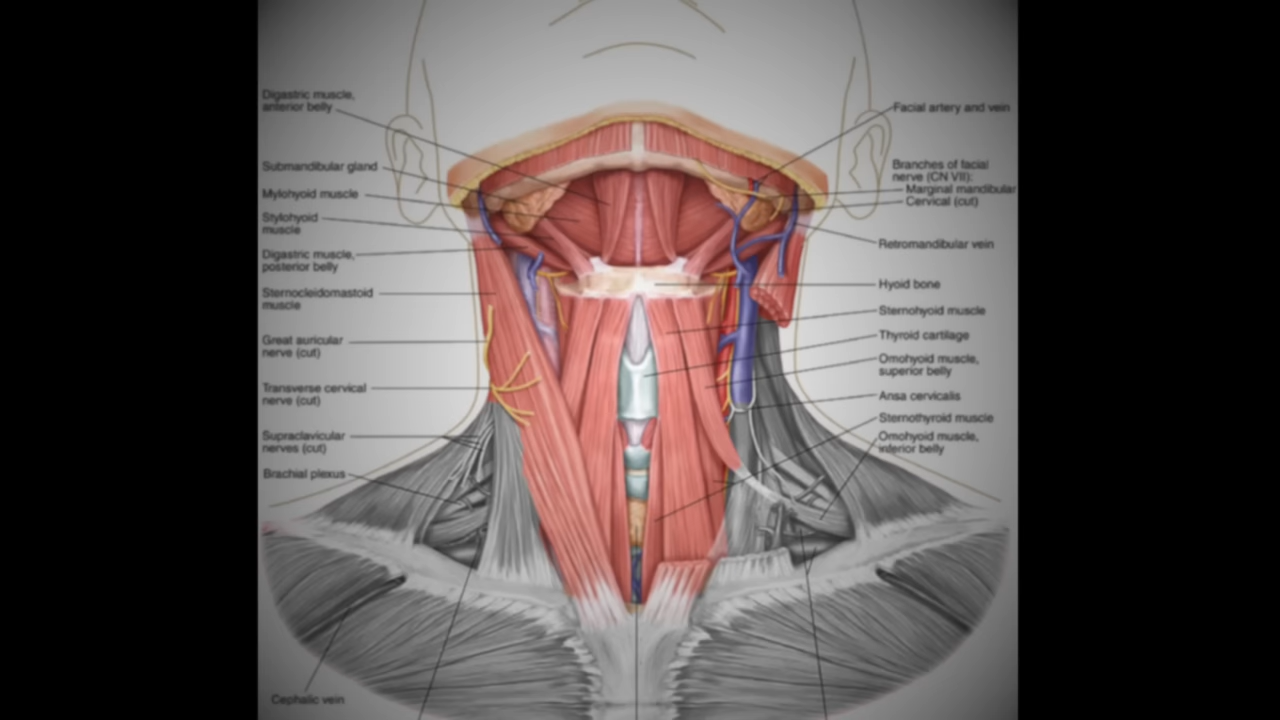 Digastric muscle,
anterior belly
Submandibular gland
Mylohyoid muscle
Stylohyoid
muscle
Digastric muscle,
posterior belly
Sternocleidomastoid
muscle
Great auricular
nerve (cut)
Transverse cervical
nerve (cut)
Supraclavicular
nerves (cut)
Brachial plexus
Cephalic vein
Facial artery and vein
Branches of facial
nerve (CN VII):
Marginal mandibular
Cervical (cut)
Retromandibular vein
Hyoid bone
Sternohyoid muscle
Thyroid cartilage
Omohyoid muscle,
superior belly
Ansa cervicalis
Sternothyroid muscle
Omohyoid muscle,
inferior belly